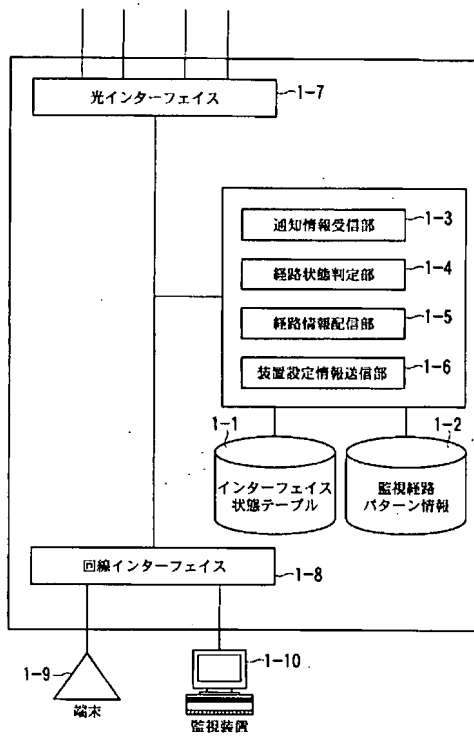 光インターフェイス
1-7
通知情報受信部
1-3
経路状態判定部
1-4
経路情報配信部
1-5
装置設定情報送信部
1-6
1-1
1-2
インターフェイス
状態テーブル
監視経路
パターン情報
回線インターフェイス
1-8
1-9
端末
1-10
監視装置